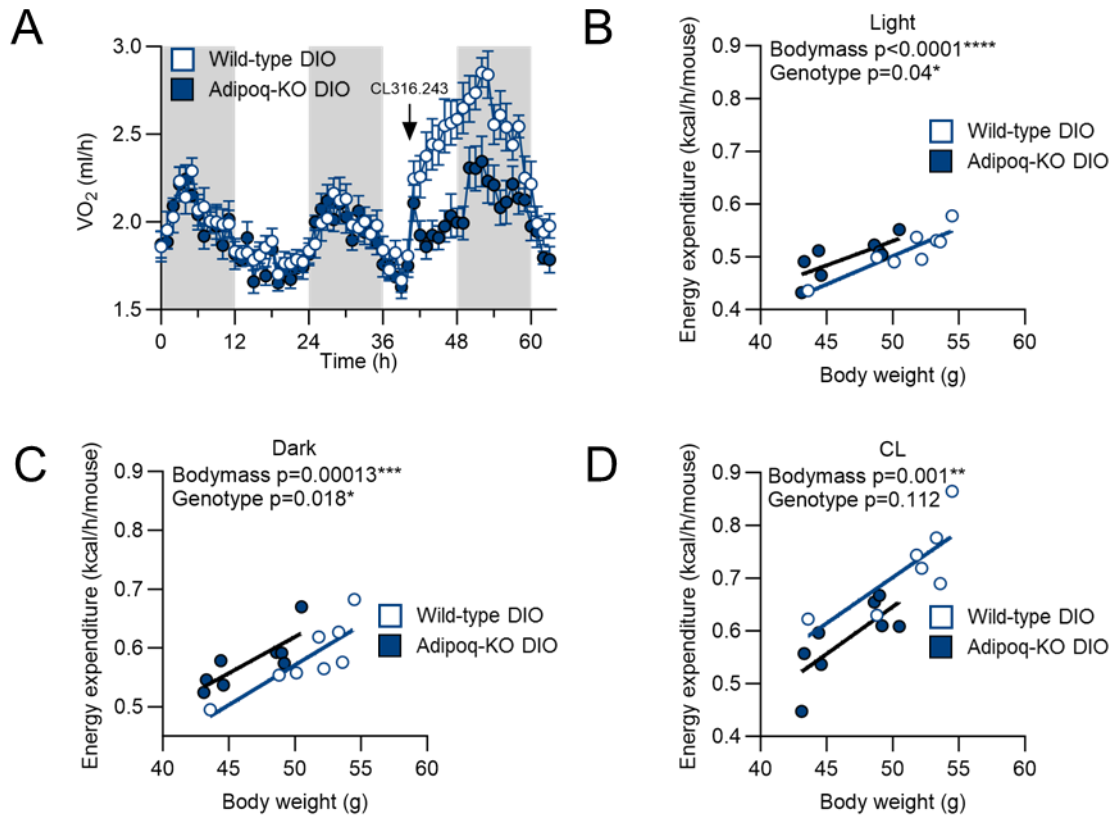 A
VO2 (ml/h)
3.0
2.5
2.0
1.5
Wild-type DIO
Adipoq-KO DIO
CL316.243
0
12
24
36
48
60
Time (h)
B
Light
Bodymass p<0.0001****
Genotype p=0.04*
Energy expenditure (kcal/h/mouse)
0.9
0.8
0.7
0.6
0.5
0.4
Wild-type DIO
Adipoq-KO DIO
40
45
50
55
60
Body weight (g)
C
Dark
Bodymass p=0.00013***
Genotype p=0.018*
Energy expenditure (kcal/h/mouse)
0.9
0.8
0.7
0.6
0.5
Wild-type DIO
Adipoq-KO DIO
40
45
50
55
60
Body weight (g)
D
CL
Bodymass p=0.001**
Genotype p=0.112
Energy expenditure (kcal/h/mouse)
0.9
0.8
0.7
0.6
0.5
0.4
Wild-type DIO
Adipoq-KO DIO
40
45
50
55
60
Body weight (g)